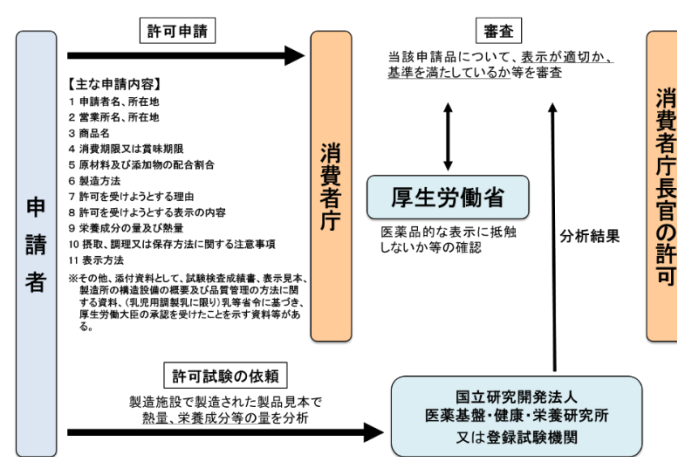 許可申請
申請者
【主な申請内容】
1 申請者名、所在地
2 営業所名、所在地
3 商品名
4 消費期限又は賞味期限
5 原材料及び添加物の配合割合
6 製造方法
7 許可を受けようとする理由
8 許可を受けようとする表示の内容
9 栄養成分の量及び熱量
10 摂取、調理又は保存方法に関する注意事項
11 表示方法
※その他、添付資料として、試験検査成績書、表示見本、
製造所の構造設備の概要及び品質管理の方法に関
する資料、(乳児用調製乳に限り)乳等省令に基づき、
厚生労働大臣の承認を受けたことを示す資料等があ
る。
消費者庁
審査
当該申請品について、表示が適切か、
基準を満たしているか等を審査
厚生労働省
医薬品的な表示に抵触
しないか等の確認
分析結果
消費者庁長官の許可
許可試験の依頼
製造施設で製造された製品見本で
熱量、栄養成分等の量を分析
国立研究開発法人
医薬基盤・健康・栄養研究所
又は登録試験機関